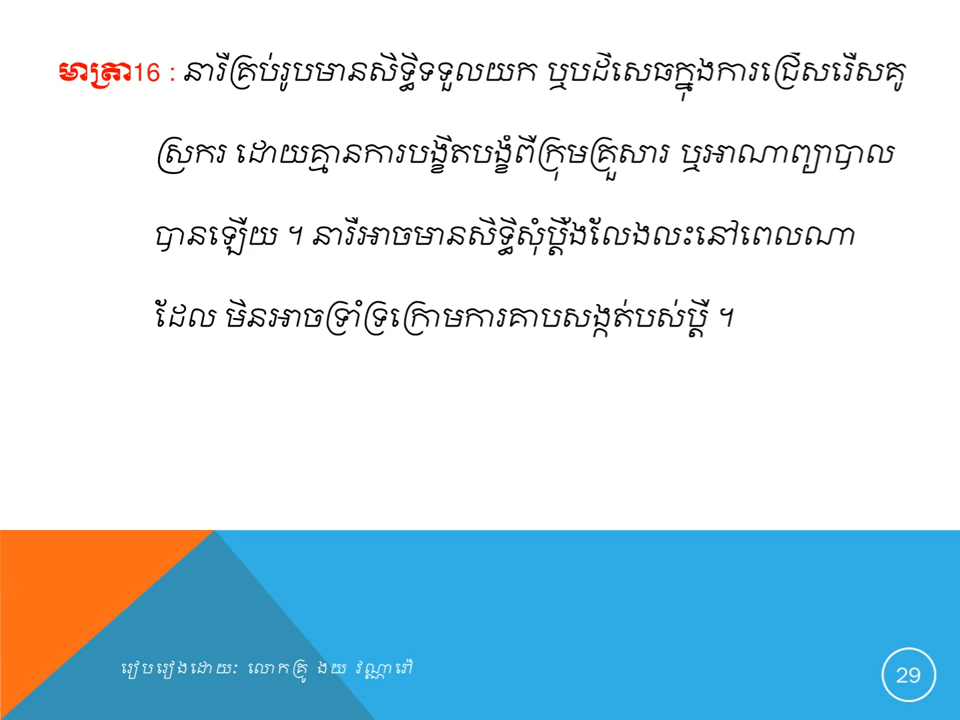 មាត្រា16 : នារីគ្រប់រូបមានសិទ្ធិទទួលយក ឬបដិសេធក្នុងការជ្រើសរើសគូ
ស្រករ ដោយគ្មានការបង្ខិតបង្ខំពីក្រុមគ្រួសារ ឬអាណាព្យាបាល
បានឡើយ ។ នារីអាចមានសិទ្ធិសុំប្តឹងលែងលះនៅពេលណា
ដែល មិនអាចទ្រាំទ្រក្រោមការគាបសង្កត់បស់ប្តី ។
រៀបរៀងដោយ: លោកគ្រូ ងយ វណ្ណាភើ
29